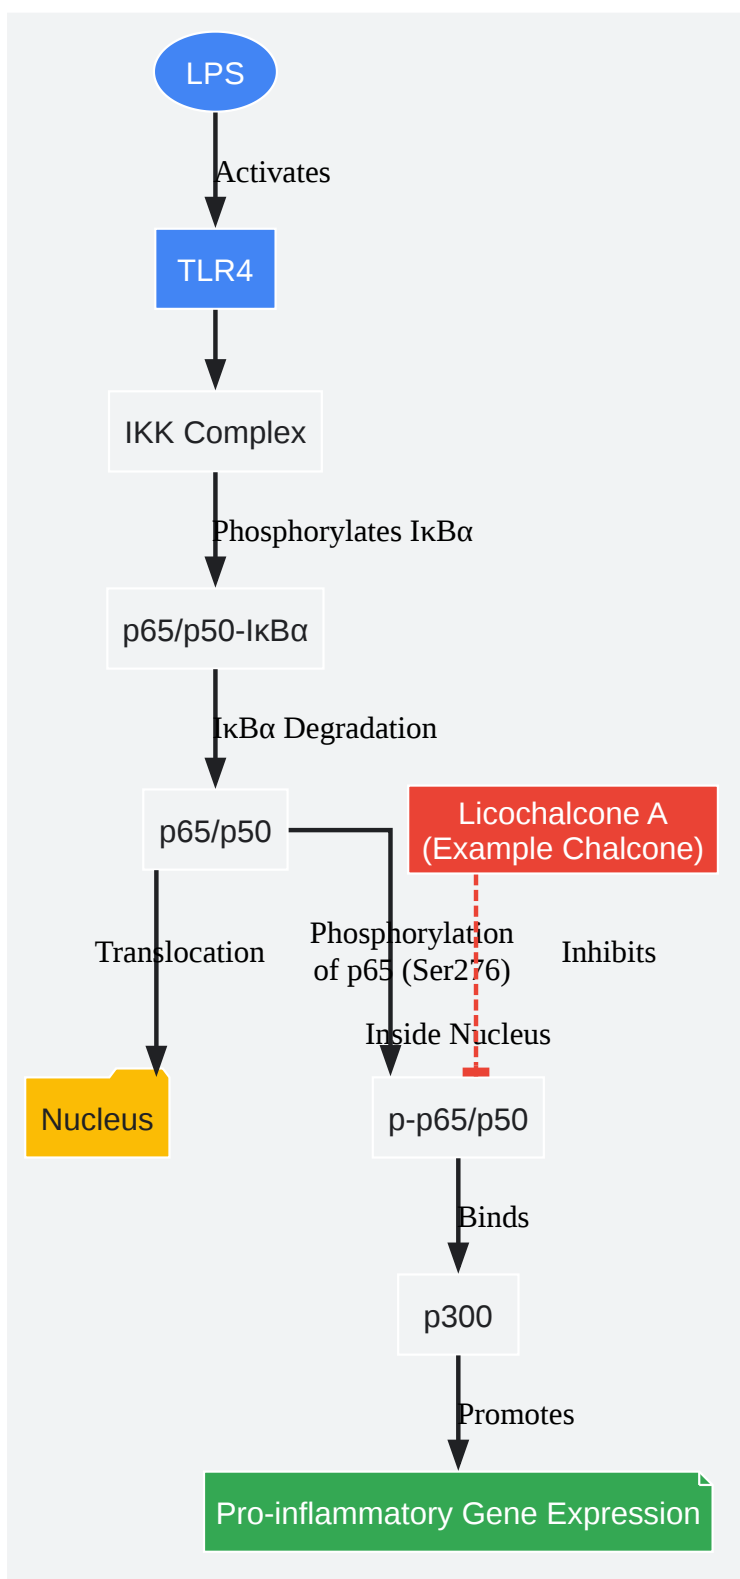 LPS
Activates
TLR4
IKK Complex
Phosphorylates IκBα
p65/p50-IκBα
IκBα Degradation
p65/p50
Licochalcone A
(Example Chalcone)
Translocation
Phosphorylation
of p65 (Ser276)
Inhibits
Inside Nucleus
Nucleus
p-p65/p50
Binds
p300
Promotes
Pro-inflammatory Gene Expression